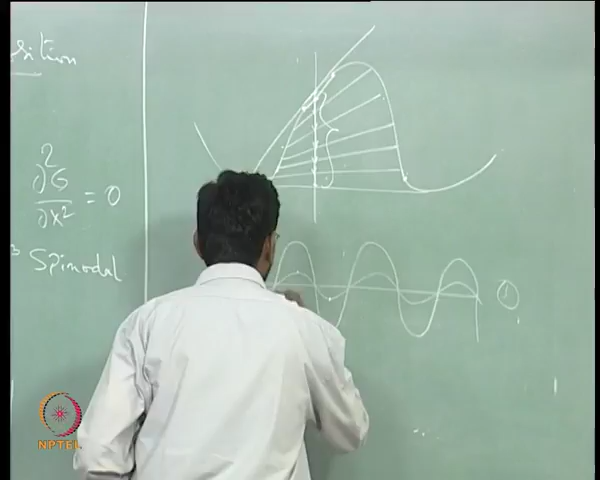 sition
∂²G
——— = 0
∂x²
Spinodal
①
NPTEL